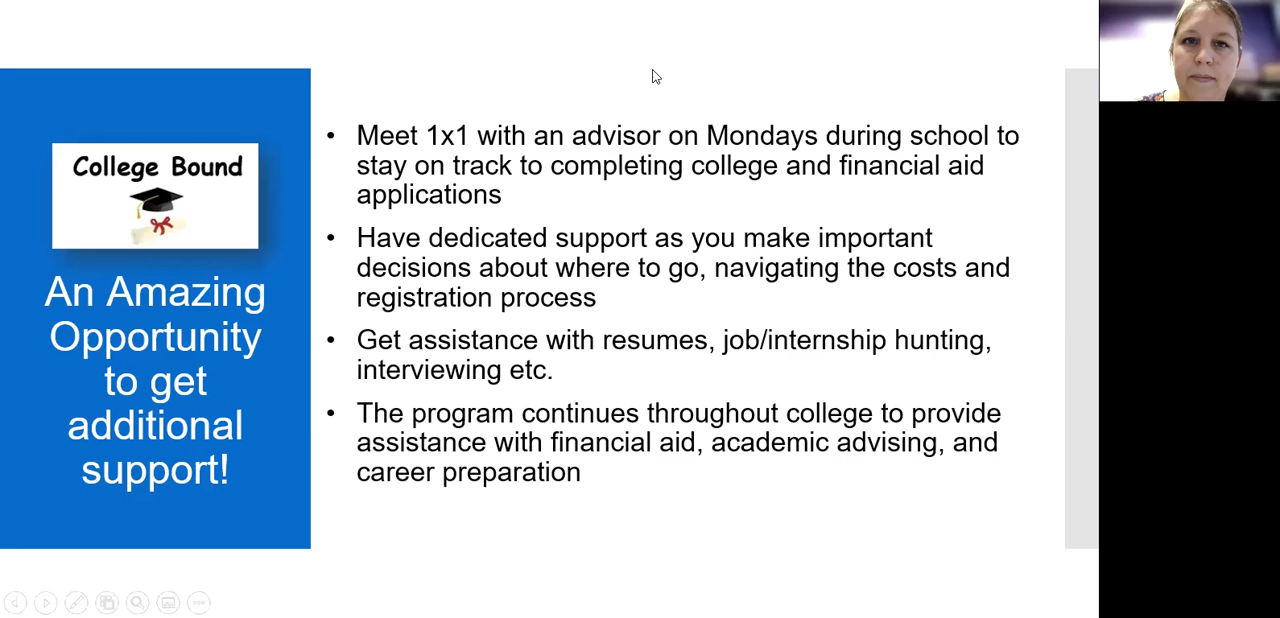 College Bound
An Amazing
Opportunity
to get
additional
support!
• Meet 1x1 with an advisor on Mondays during school to
stay on track to completing college and financial aid
applications
• Have dedicated support as you make important
decisions about where to go, navigating the costs and
registration process
• Get assistance with resumes, job/internship hunting,
interviewing etc.
• The program continues throughout college to provide
assistance with financial aid, academic advising, and
career preparation